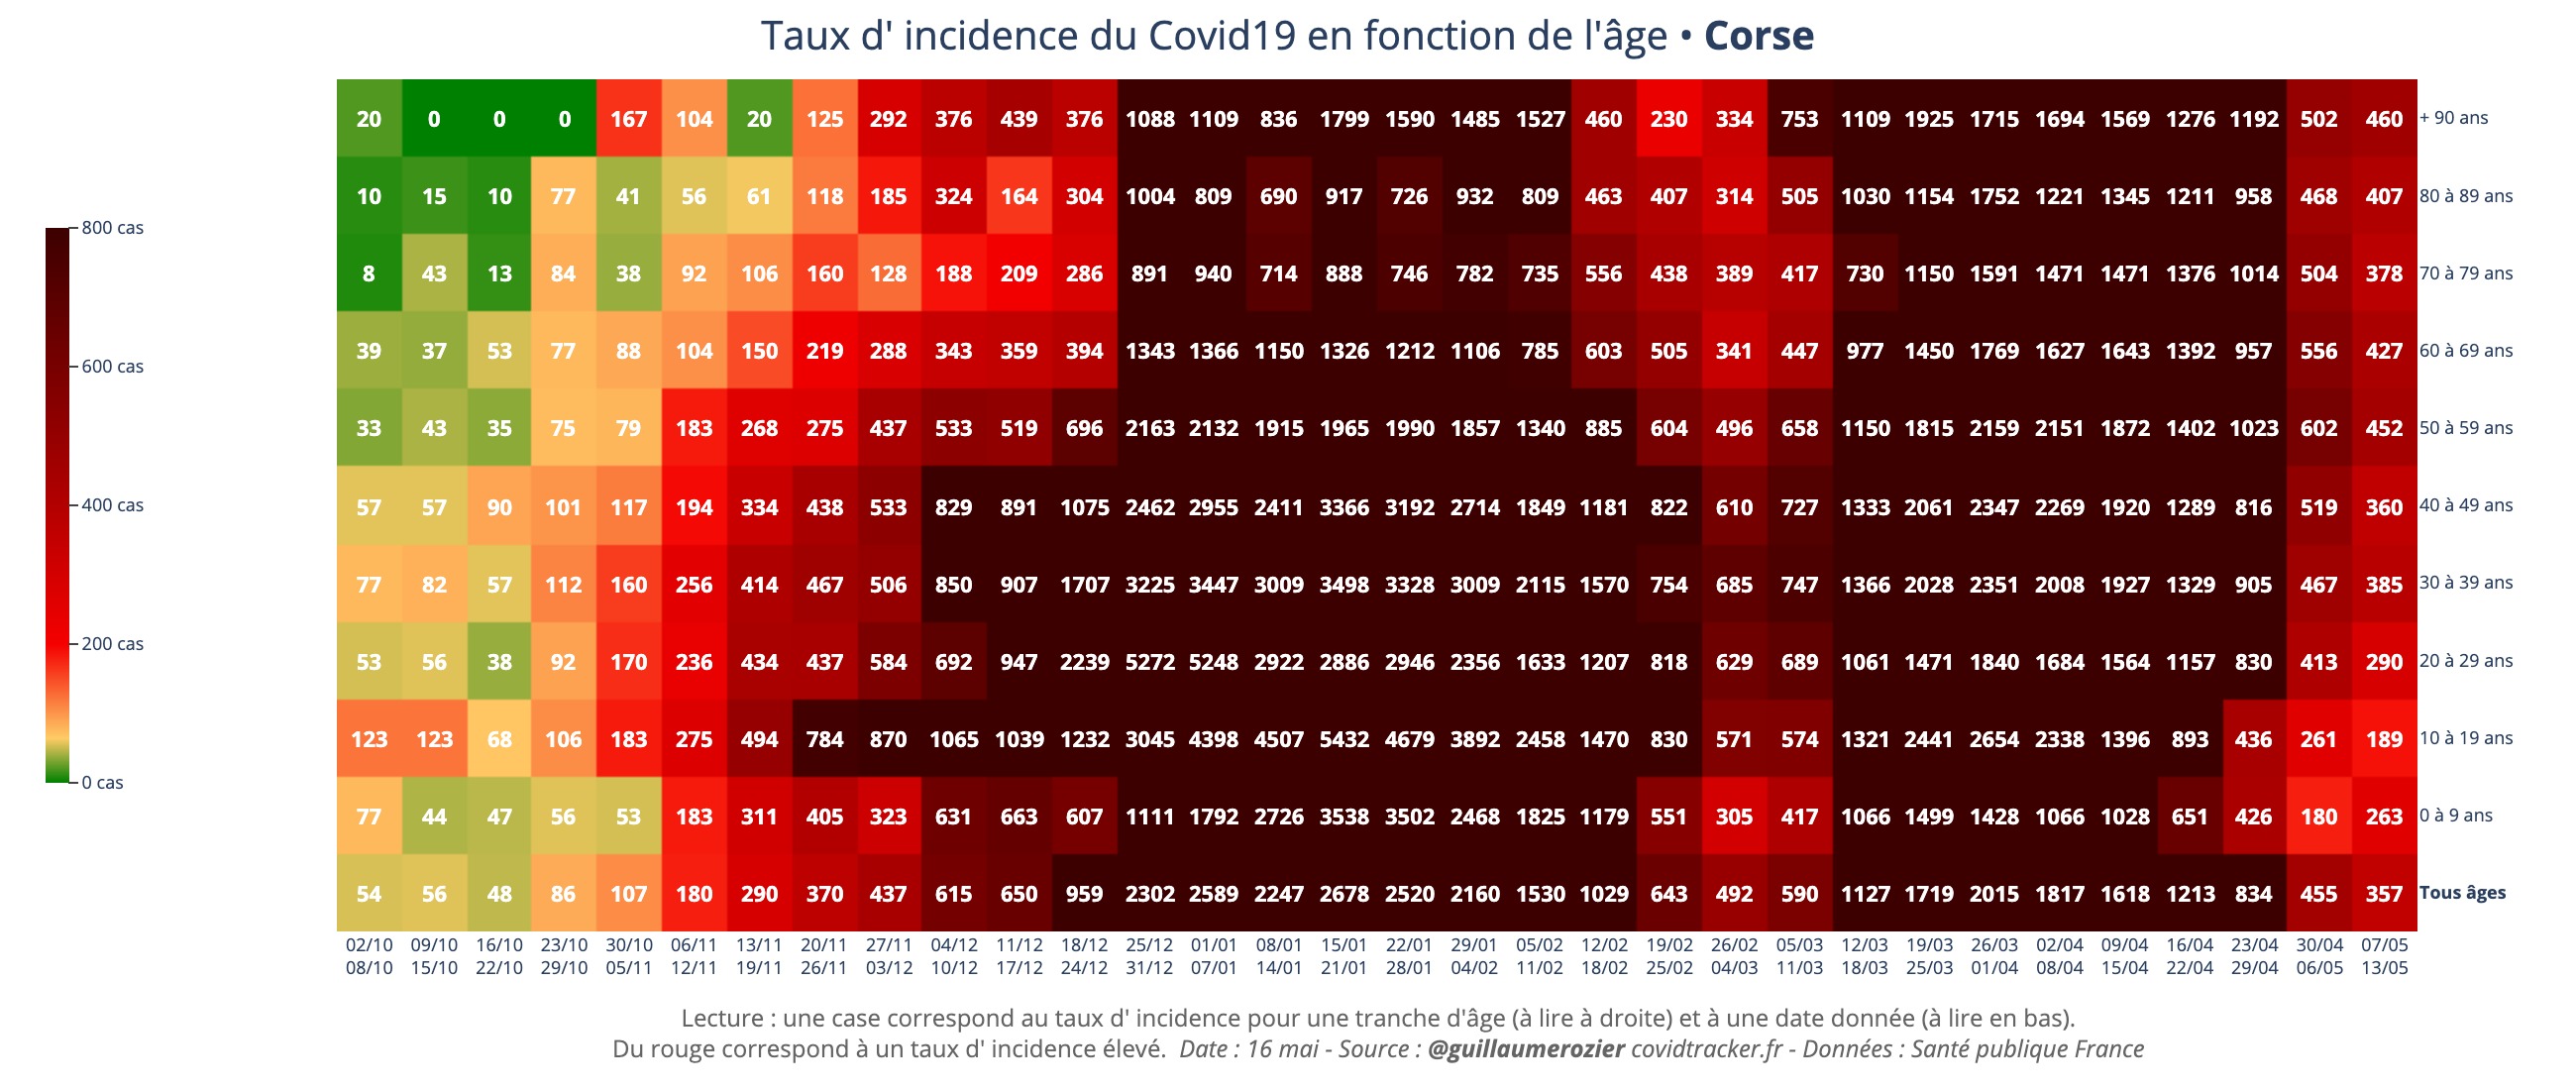 Taux d' incidence du Covid19 en fonction de l'âge • Corse
20 0 0 0 167 104 20 125 292 376 439 376 1088 1109 836 1799 1590 1485 1527 460 230 334 753 1109 1925 1715 1694 1569 1276 1192 502 460 + 90 ans
10 15 10 77 41 56 61 118 185 324 164 304 1004 809 690 917 726 932 809 463 407 314 505 1030 1154 1752 1221 1345 1211 958 468 407 80 à 89 ans
800 cas
8 43 13 84 38 92 106 160 128 188 209 286 891 940 714 888 746 782 735 556 438 389 417 730 1150 1591 1471 1471 1376 1014 504 378 70 à 79 ans
39 37 53 77 88 104 150 219 288 343 359 394 1343 1366 1150 1326 1212 1106 785 603 505 341 447 977 1450 1769 1627 1643 1392 957 556 427 60 à 69 ans
600 cas
33 43 35 75 79 183 268 275 437 533 519 696 2163 2132 1915 1965 1990 1857 1340 885 604 496 658 1150 1815 2159 2151 1872 1402 1023 602 452 50 à 59 ans
400 cas
57 57 90 101 117 194 334 438 533 829 891 1075 2462 2955 2411 3366 3192 2714 1849 1181 822 610 727 1333 2061 2347 2269 1920 1289 816 519 360 40 à 49 ans
77 82 57 112 160 256 414 467 506 850 907 1707 3225 3447 3009 3498 3328 3009 2115 1570 754 685 747 1366 2028 2351 2008 1927 1329 905 467 385 30 à 39 ans
200 cas
53 56 38 92 170 236 434 437 584 692 947 2239 5272 5248 2922 2886 2946 2356 1633 1207 818 629 689 1061 1471 1840 1684 1564 1157 830 413 290 20 à 29 ans
123 123 68 106 183 275 494 784 870 1065 1039 1232 3045 4398 4507 5432 4679 3892 2458 1470 830 571 574 1321 2441 2654 2338 1396 893 436 261 189 10 à 19 ans
0 cas
77 44 47 56 53 183 311 405 323 631 663 607 1111 1792 2726 3538 3502 2468 1825 1179 551 305 417 1066 1499 1428 1066 1028 651 426 180 263 0 à 9 ans
54 56 48 86 107 180 290 370 437 615 650 959 2302 2589 2247 2678 2520 2160 1530 1029 643 492 590 1127 1719 2015 1817 1618 1213 834 455 357 Tous âges
02/10 09/10 16/10 23/10 30/10 06/11 13/11 20/11 27/11 04/12 11/12 18/12 25/12 01/01 08/01 15/01 22/01 29/01 05/02 12/02 19/02 26/02 05/03 12/03 19/03 26/03 02/04 09/04 16/04 23/04 30/04 07/05
08/10 15/10 22/10 29/10 05/11 12/11 19/11 26/11 03/12 10/12 17/12 24/12 31/12 07/01 14/01 21/01 28/01 04/02 11/02 18/02 25/02 04/03 11/03 18/03 25/03 01/04 08/04 15/04 22/04 29/04 06/05 13/05
Lecture : une case correspond au taux d' incidence pour une tranche d'âge (à lire à droite) et à une date donnée (à lire en bas).
Du rouge correspond à un taux d' incidence élevé. Date : 16 mai - Source : @guillaumerozier covidtracker.fr - Données : Santé publique France